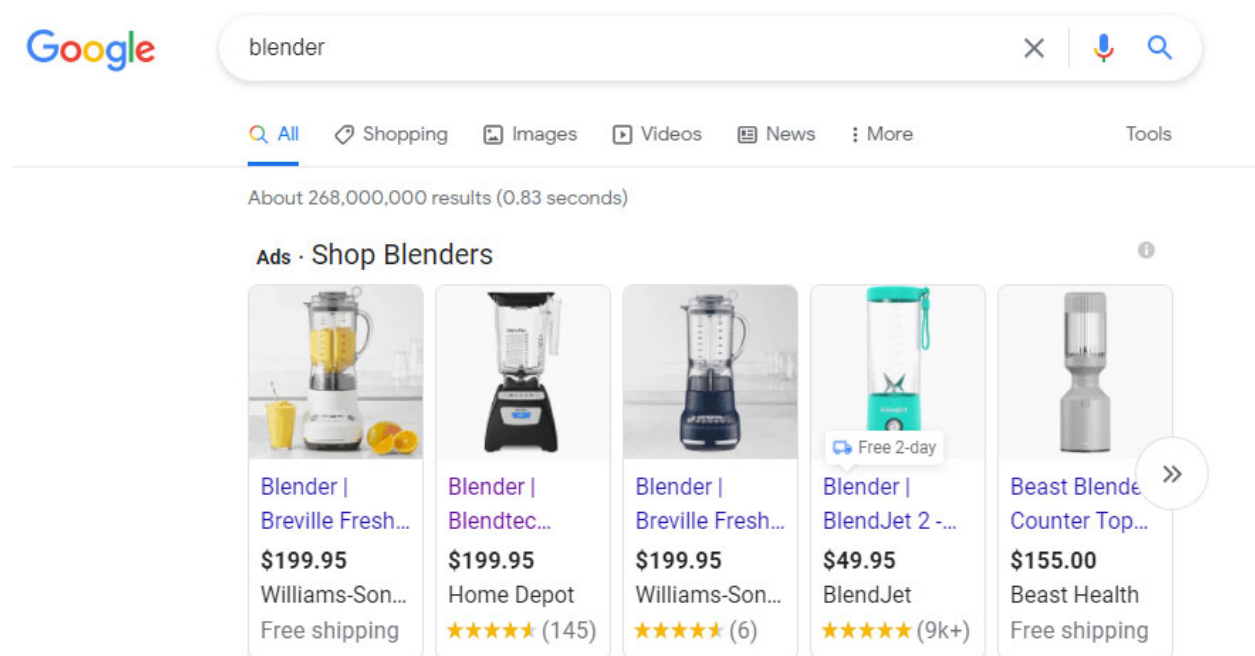 Google
blender
All Shopping Images Videos News More Tools
About 268,000,000 results (0.83 seconds)
Ads · Shop Blenders
Free 2-day
Blender |
Breville Fresh...
$199.95
Williams-Son...
Free shipping
Blender |
Blendtec...
$199.95
Home Depot
(145)
Blender |
Breville Fresh...
$199.95
Williams-Son...
(6)
Blender |
BlendJet 2 -...
$49.95
BlendJet
(9k+)
Beast Blende
Counter Top...
$155.00
Beast Health
Free shipping